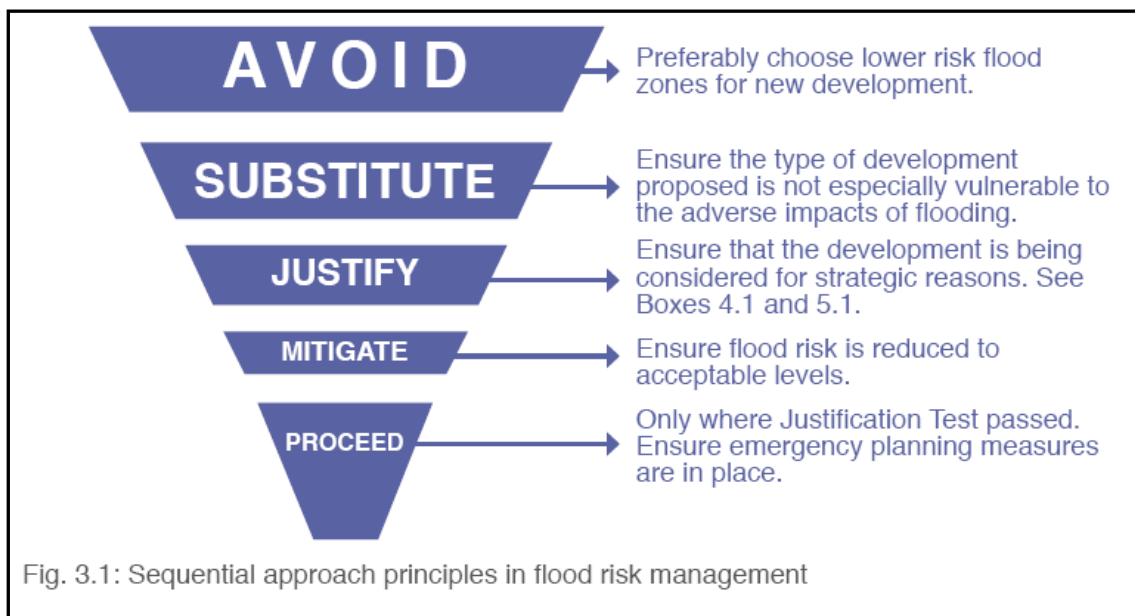 AVOID
Preferably choose lower risk flood
zones for new development.
SUBSTITUTE
Ensure the type of development
proposed is not especially vulnerable to
the adverse impacts of flooding.
JUSTIFY
Ensure that the development is being
considered for strategic reasons. See
Boxes 4.1 and 5.1.
MITIGATE
Ensure flood risk is reduced to
acceptable levels.
PROCEED
Only where Justification Test passed.
Ensure emergency planning measures
are in place.
Fig. 3.1: Sequential approach principles in flood risk management